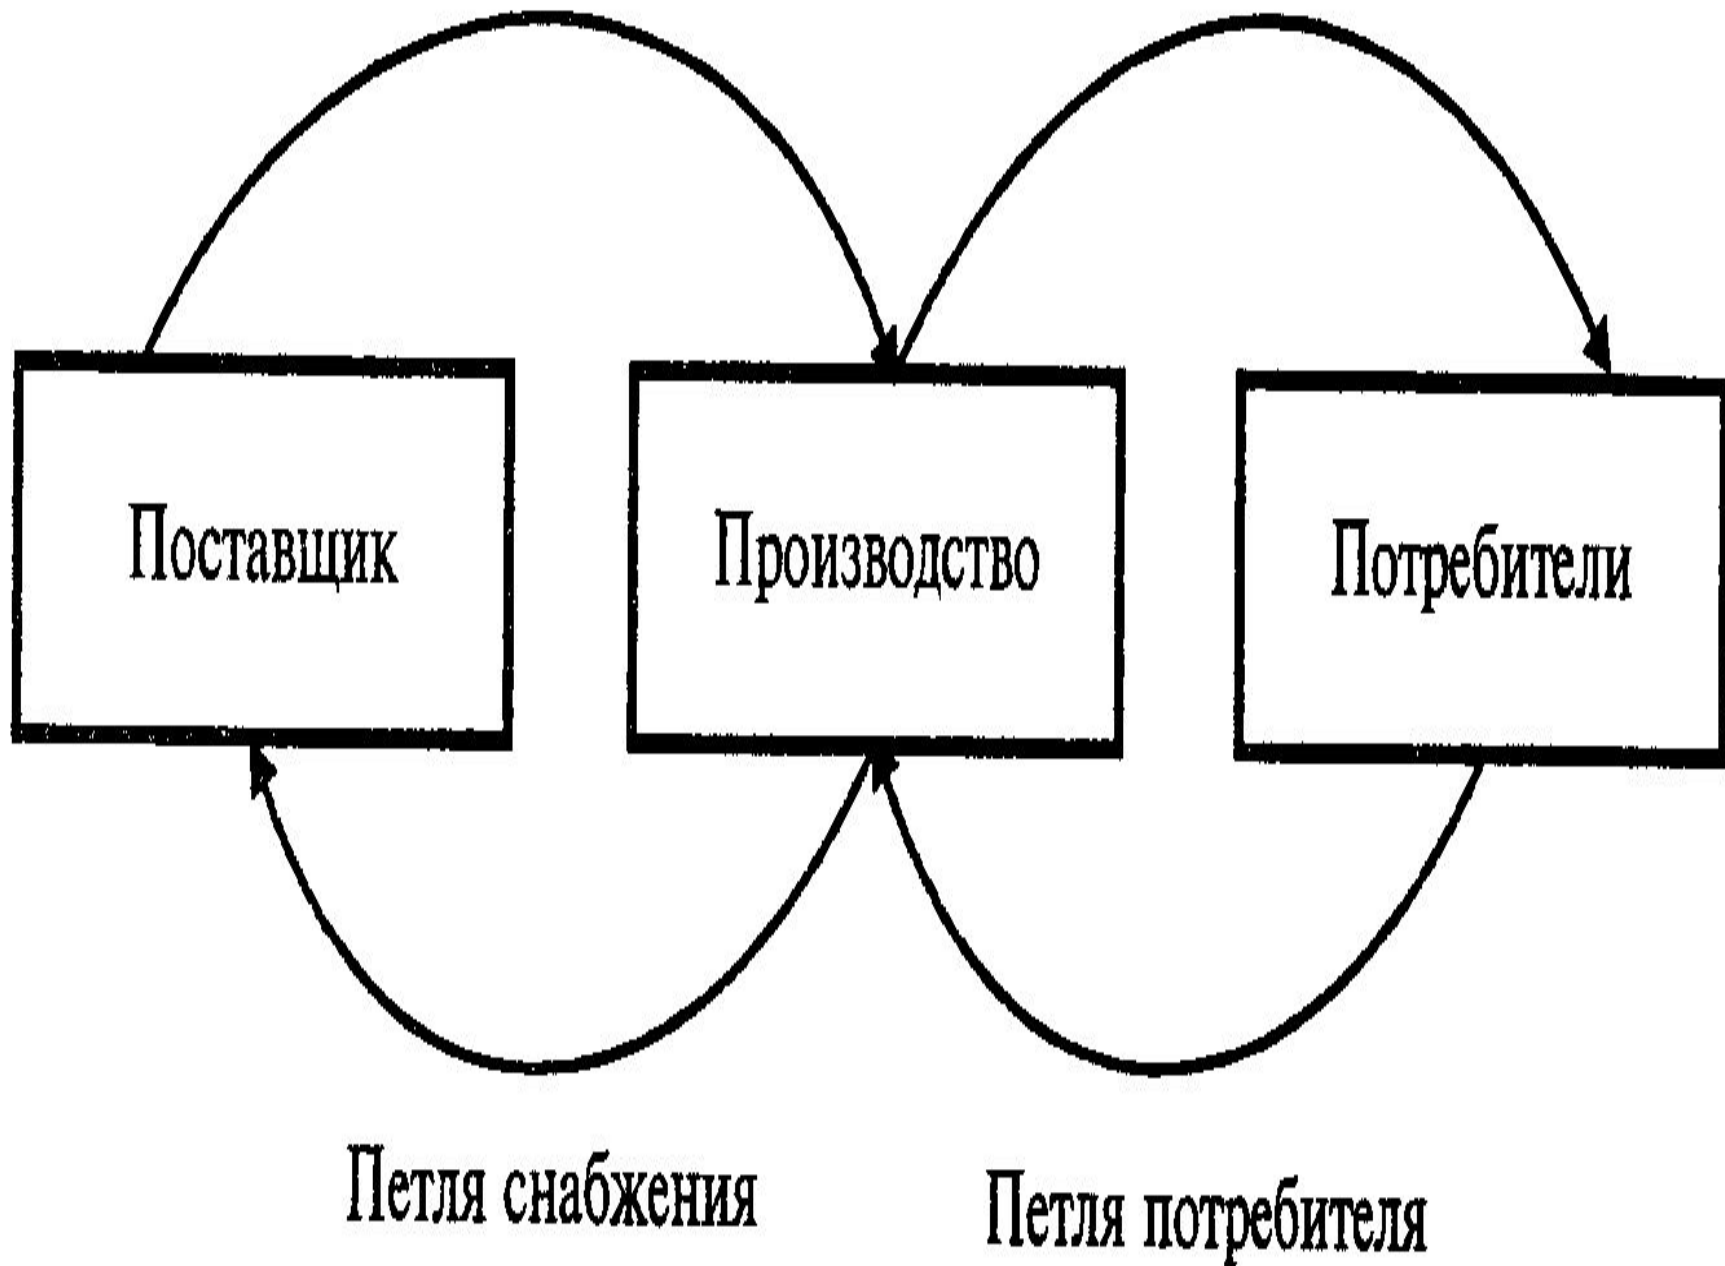 Поставщик
Производство
Потребители
Петля снабжения
Петля потребителя